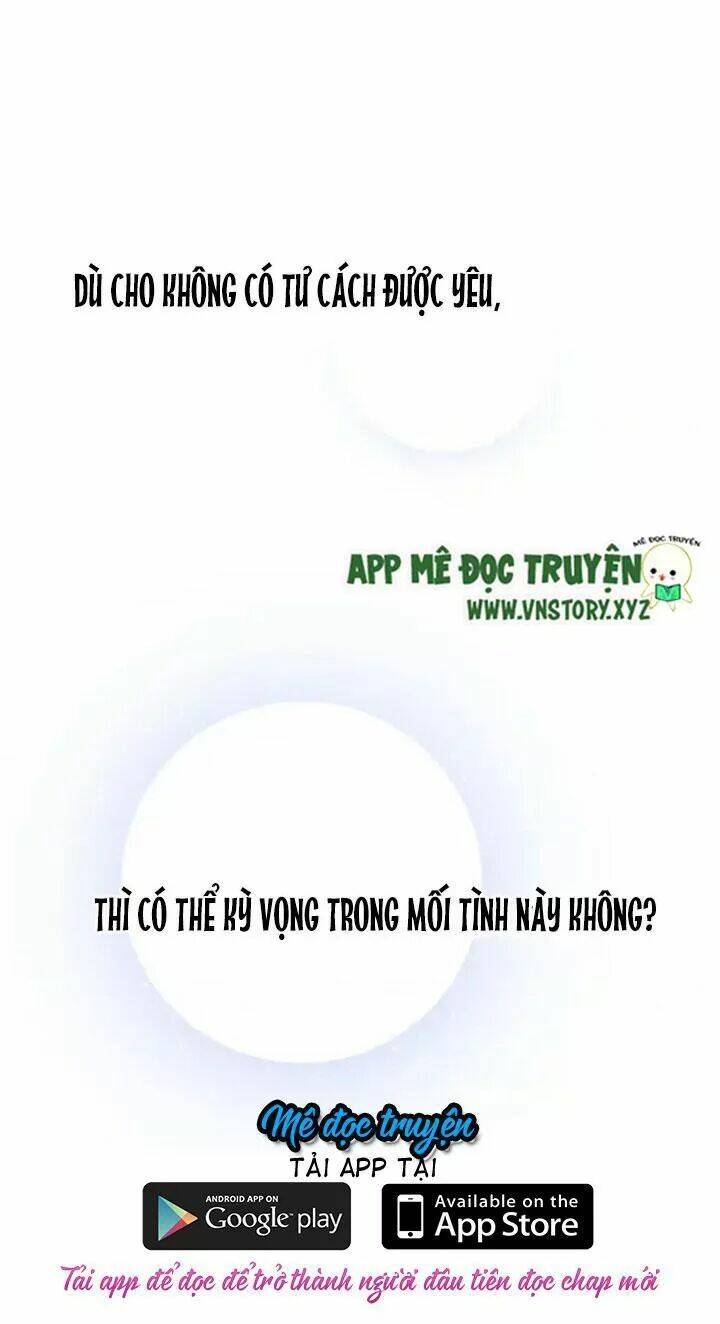 DÙ CHO KHÔNG CÓ TƯ CÁCH ĐƯỢC YÊU,
MÊ ĐỌC TRUYỆN
APP MÊ ĐỌC TRUYỆN
WWW.VNSTORY.XYZ
THÌ CÓ THỂ KỲ VỌNG TRONG MỐI TÌNH NÀY KHÔNG?
Mê đọc truyện
TẢI APP TẠI
ANDROID APP ON
Google play
Available on the
App Store
Tải app để đọc để trở thành người đầu tiên đọc chap mới